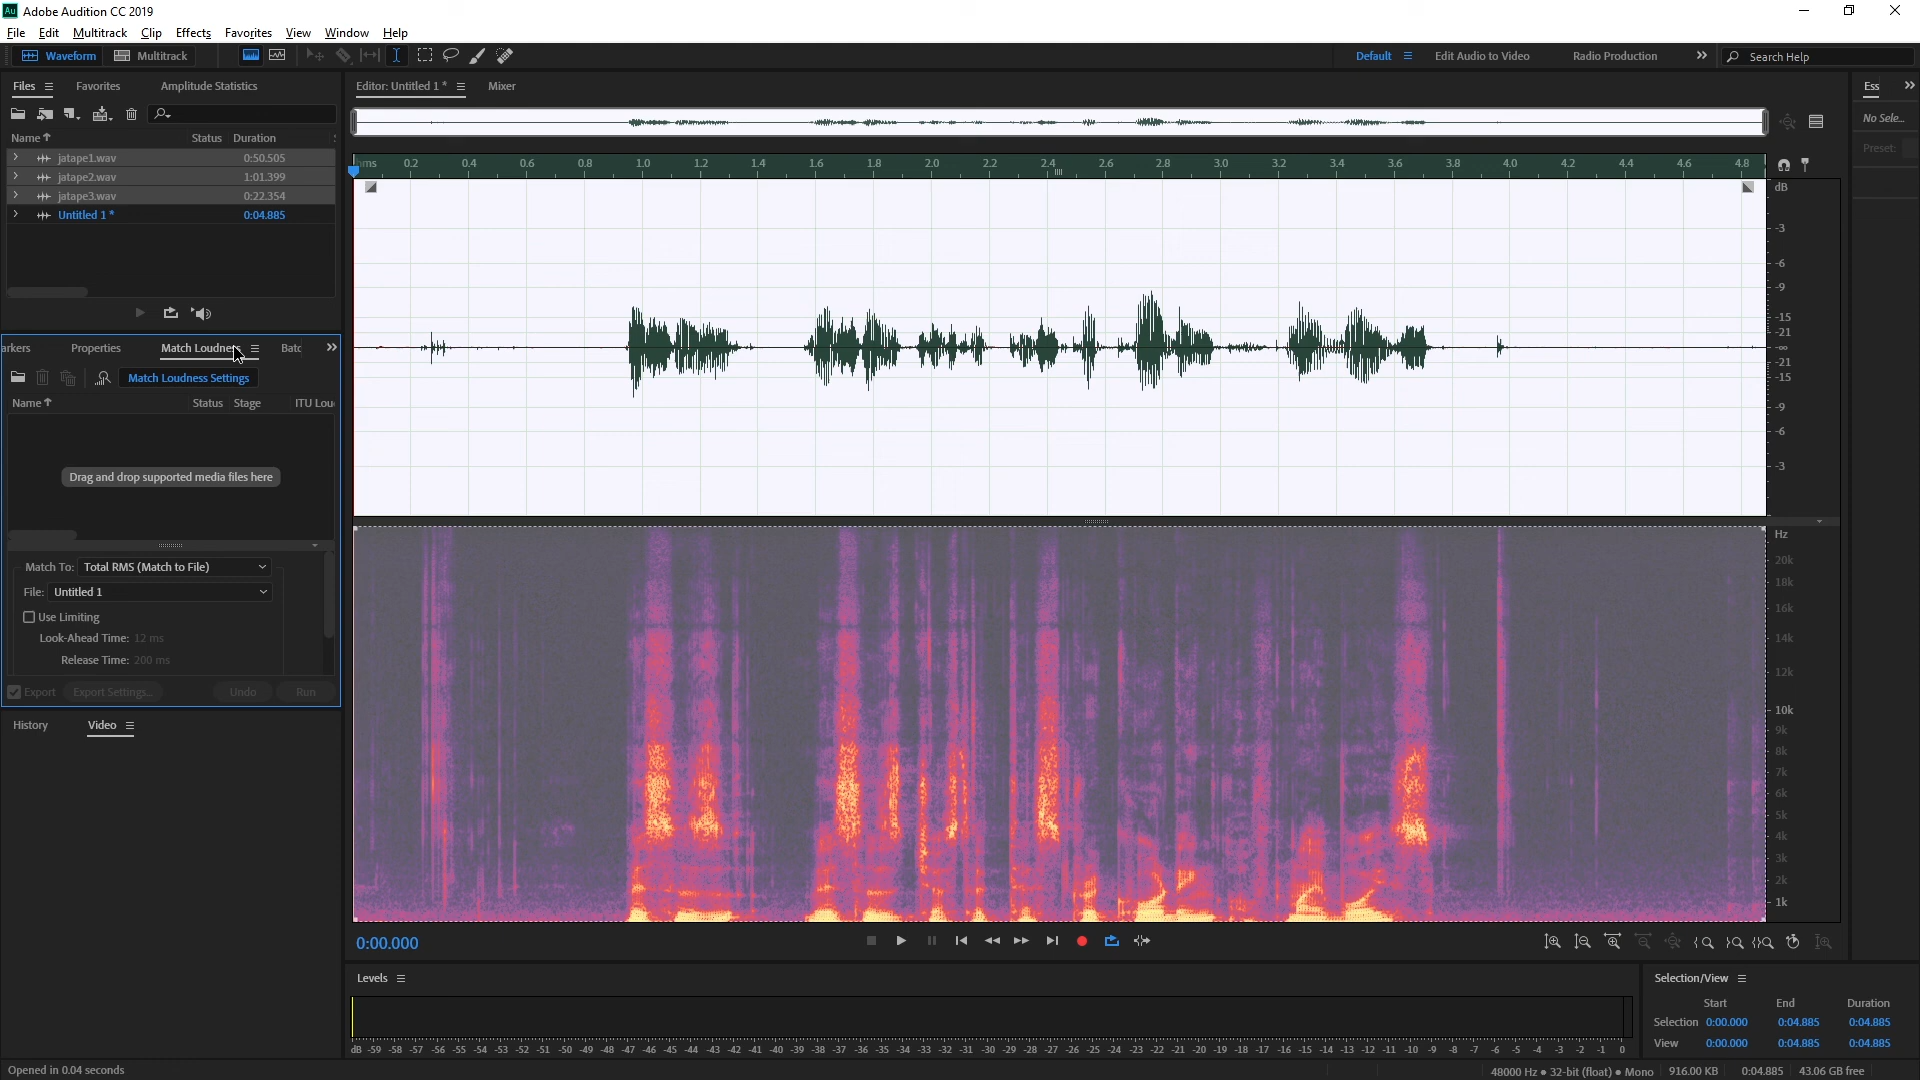 Au Adobe Audition CC 2019
File Edit Multitrack Clip Effects Favorites View Window Help
Waveform Multitrack Default Edit Audio to Video Radio Production Search Help
Files Favorites Amplitude Statistics
Name Status Duration
jatape1.wav 0:50.505
jatape2.wav 1:01.399
jatape3.wav 0:22.354
Untitled 1 * 0:04.885
arkers Properties Match Loudness Batc
Match Loudness Settings
Name Status Stage ITU Lou
Drag and drop supported media files here
Match To: Total RMS (Match to File)
File: Untitled 1
Use Limiting
Look-Ahead Time: 12 ms
Release Time: 200 ms
Export Export Settings... Undo Run
History Video
Editor: Untitled 1 * Mixer
hms 0.2 0.4 0.6 0.8 1.0 1.2 1.4 1.6 1.8 2.0 2.2 2.4 2.6 2.8 3.0 3.2 3.4 3.6 3.8 4.0 4.2 4.4 4.6 4.8
dB
-3
-6
-9
-15
-21
-∞
-21
-15
-9
-6
-3
Hz
20k
18k
16k
14k
12k
10k
9k
8k
7k
6k
5k
4k
3k
2k
1k
0:00.000
Levels
dB -59 -58 -57 -56 -55 -54 -53 -52 -51 -50 -49 -48 -47 -46 -45 -44 -43 -42 -41 -40 -39 -38 -37 -36 -35 -34 -33 -32 -31 -30 -29 -28 -27 -26 -25 -24 -23 -22 -21 -20 -19 -18 -17 -16 -15 -14 -13 -12 -11 -10 -9 -8 -7 -6 -5 -4 -3 -2 -1 0
Ess
No Sele...
Preset:
Selection/View
Start End Duration
Selection 0:00.000 0:04.885 0:04.885
View 0:00.000 0:04.885 0:04.885
Opened in 0.04 seconds
48000 Hz ● 32-bit (float) ● Mono 916.00 KB 0:04.885 43.06 GB free